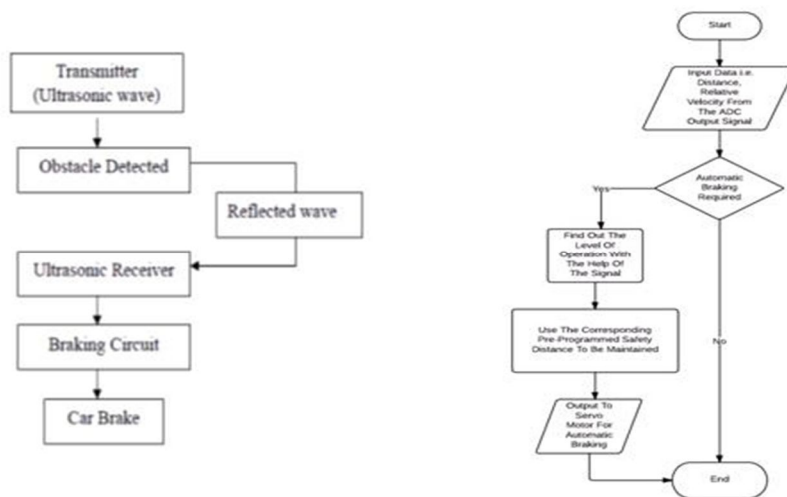 Transmitter
(Ultrasonic wave)
Obstacle Detected
Reflected wave
Ultrasonic Receiver
Braking Circuit
Car Brake
Start
Input Data i.e.
Distance,
Relative
Velocity From
The ADC
Output Signal
Automatic
Braking
Required
Yes
Find Out The
Level Of
Operation With
The Help Of
The Signal
Use The Corresponding
Pre-Programmed Safety
Distance To Be Maintained
No
Output To
Servo
Motor For
Automatic
Braking
End